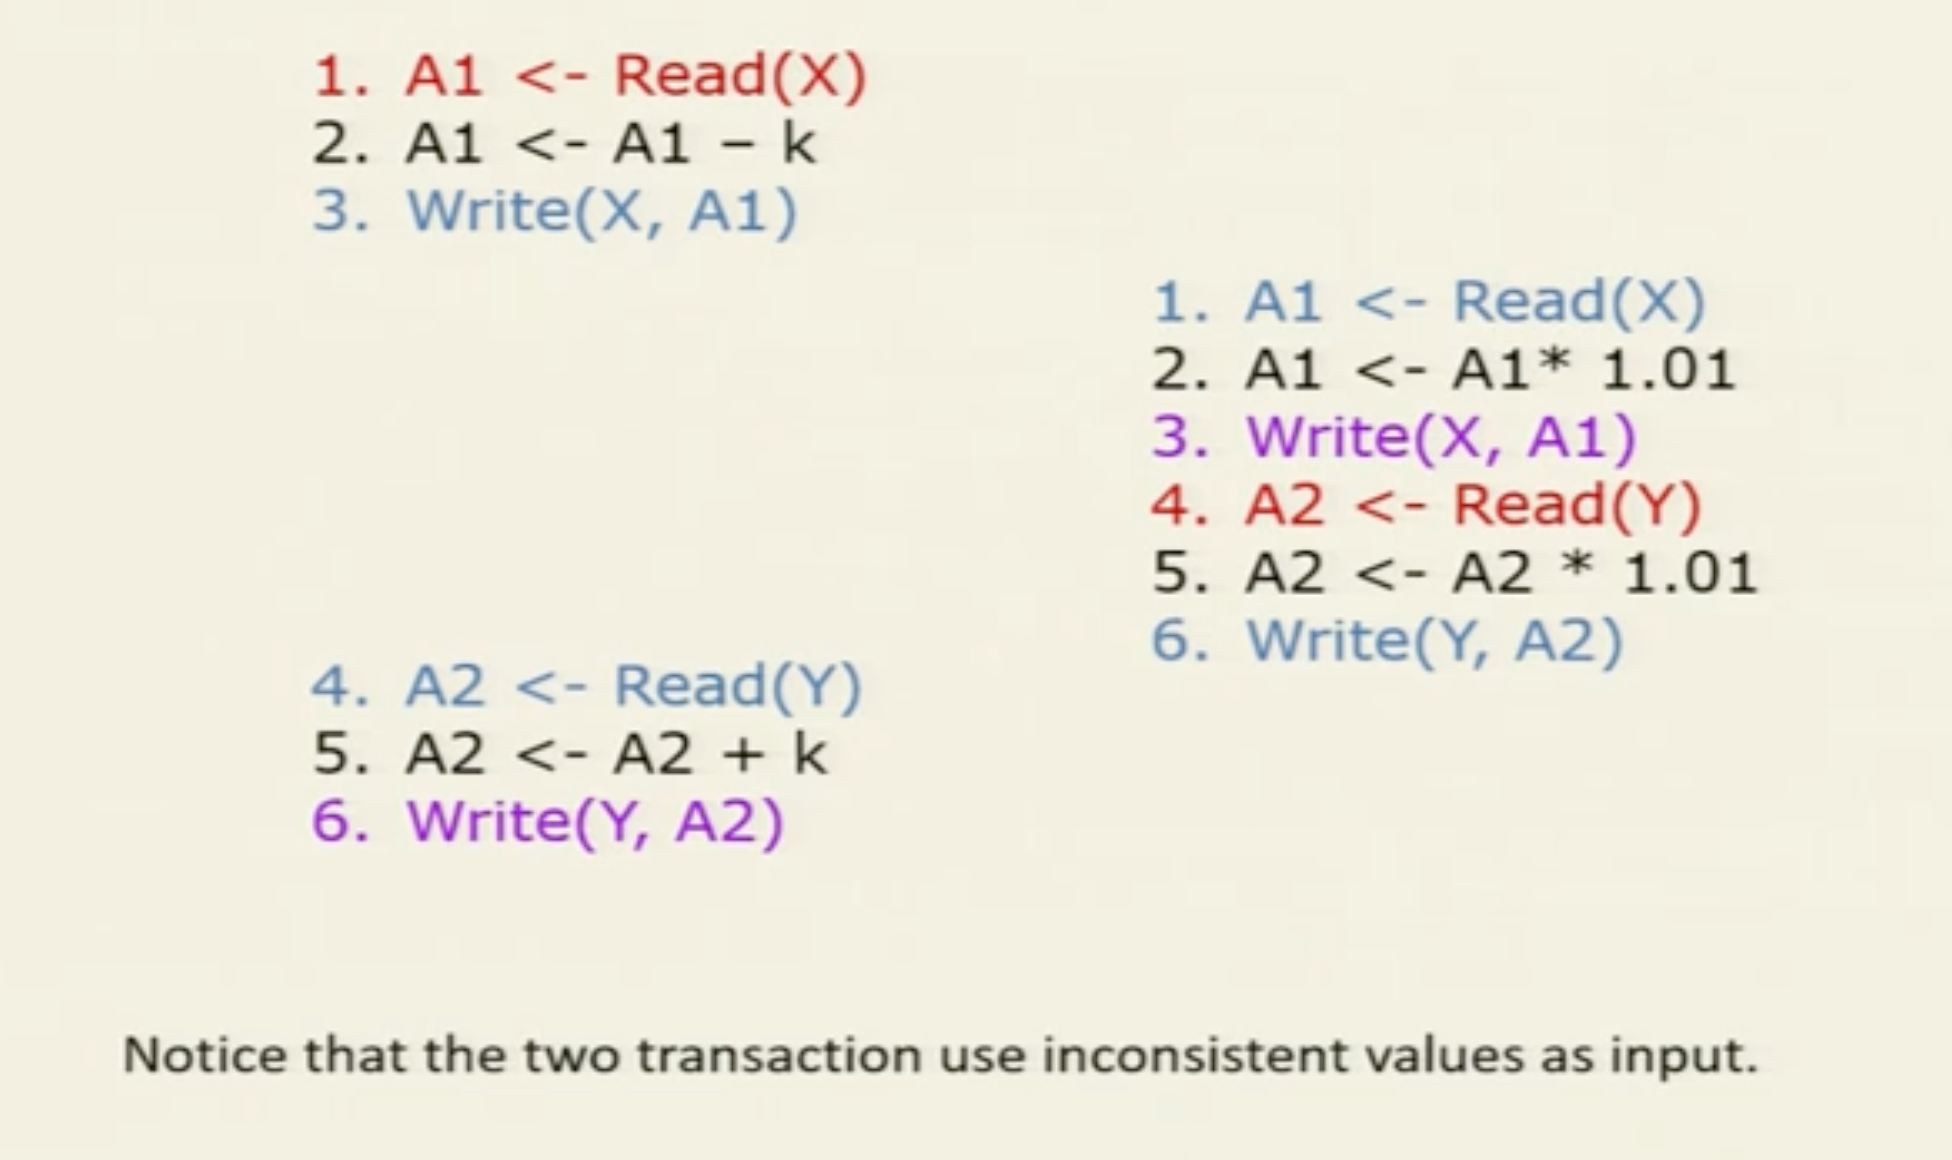 1. A1 <- Read(X)
2. A1 <- A1 – k
3. Write(X, A1)
1. A1 <- Read(X)
2. A1 <- A1* 1.01
3. Write(X, A1)
4. A2 <- Read(Y)
5. A2 <- A2 * 1.01
6. Write(Y, A2)
4. A2 <- Read(Y)
5. A2 <- A2 + k
6. Write(Y, A2)
Notice that the two transaction use inconsistent values as input.